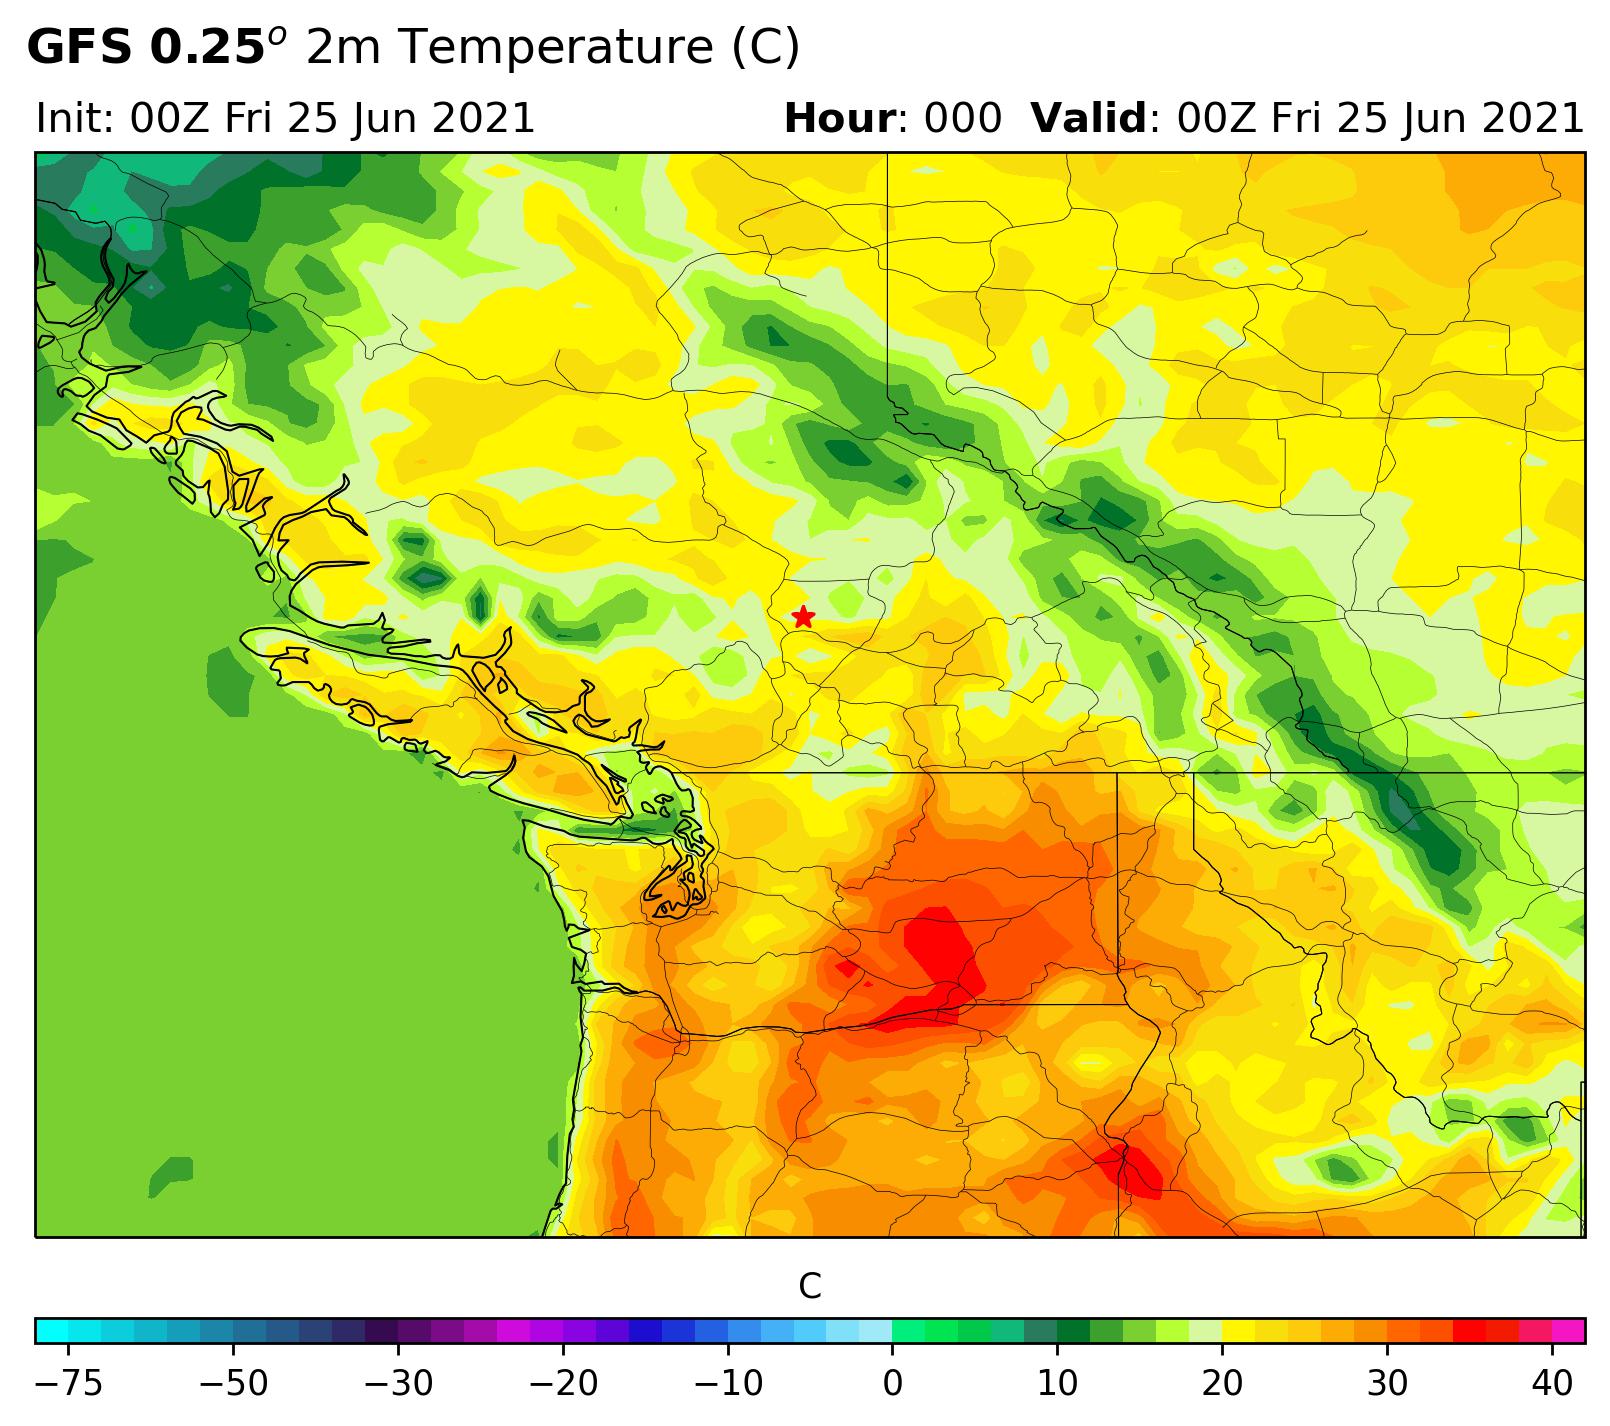 GFS 0.25° 2m Temperature (C)
Init: 00Z Fri 25 Jun 2021 Hour: 000 Valid: 00Z Fri 25 Jun 2021
C
−75 −50 −30 −20 −10 0 10 20 30 40